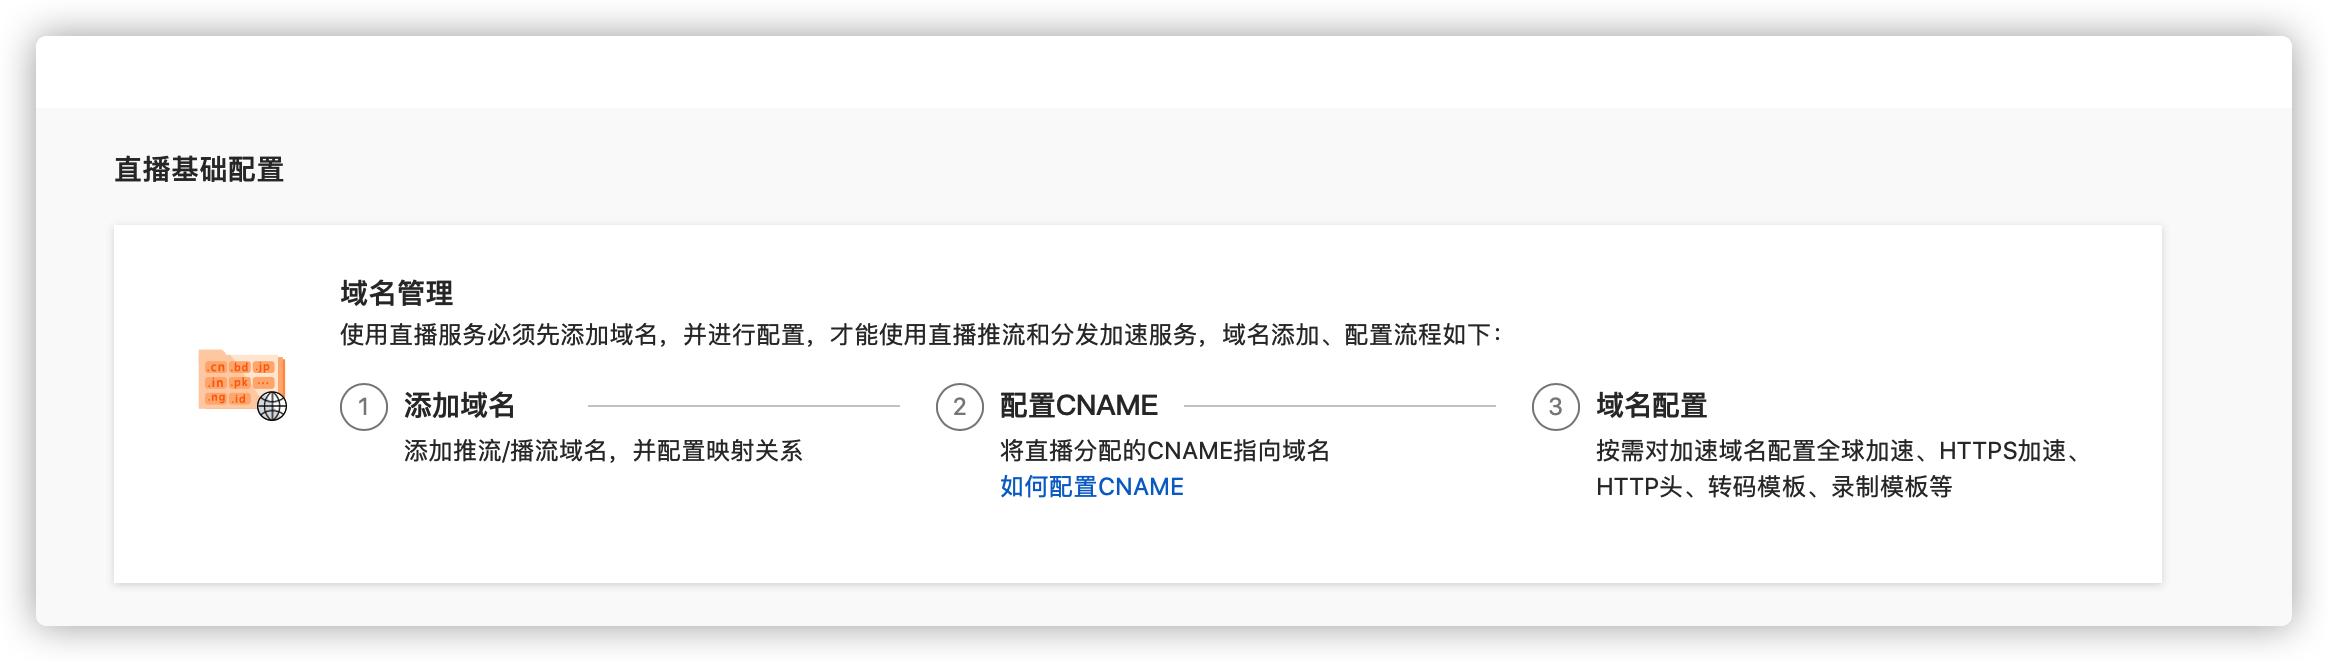 直播基础配置
域名管理
使用直播服务必须先添加域名，并进行配置，才能使用直播推流和分发加速服务，域名添加、配置流程如下：
.cn .bd .jp
.in .pk ...
.ng .id
1 添加域名
添加推流/播流域名，并配置映射关系
2 配置CNAME
将直播分配的CNAME指向域名
如何配置CNAME
3 域名配置
按需对加速域名配置全球加速、HTTPS加速、
HTTP头、转码模板、录制模板等